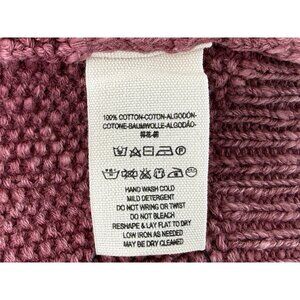 100% COTTON-COTON-ALGODÓN-
COTONE-BAUMWOLLE-ALGODÃO-
HAND WASH COLD
MILD DETERGENT
DO NOT WRING OR TWIST
DO NOT BLEACH
RESHAPE & LAY FLAT TO DRY
LOW IRON AS NEEDED
MAY BE DRY CLEANED